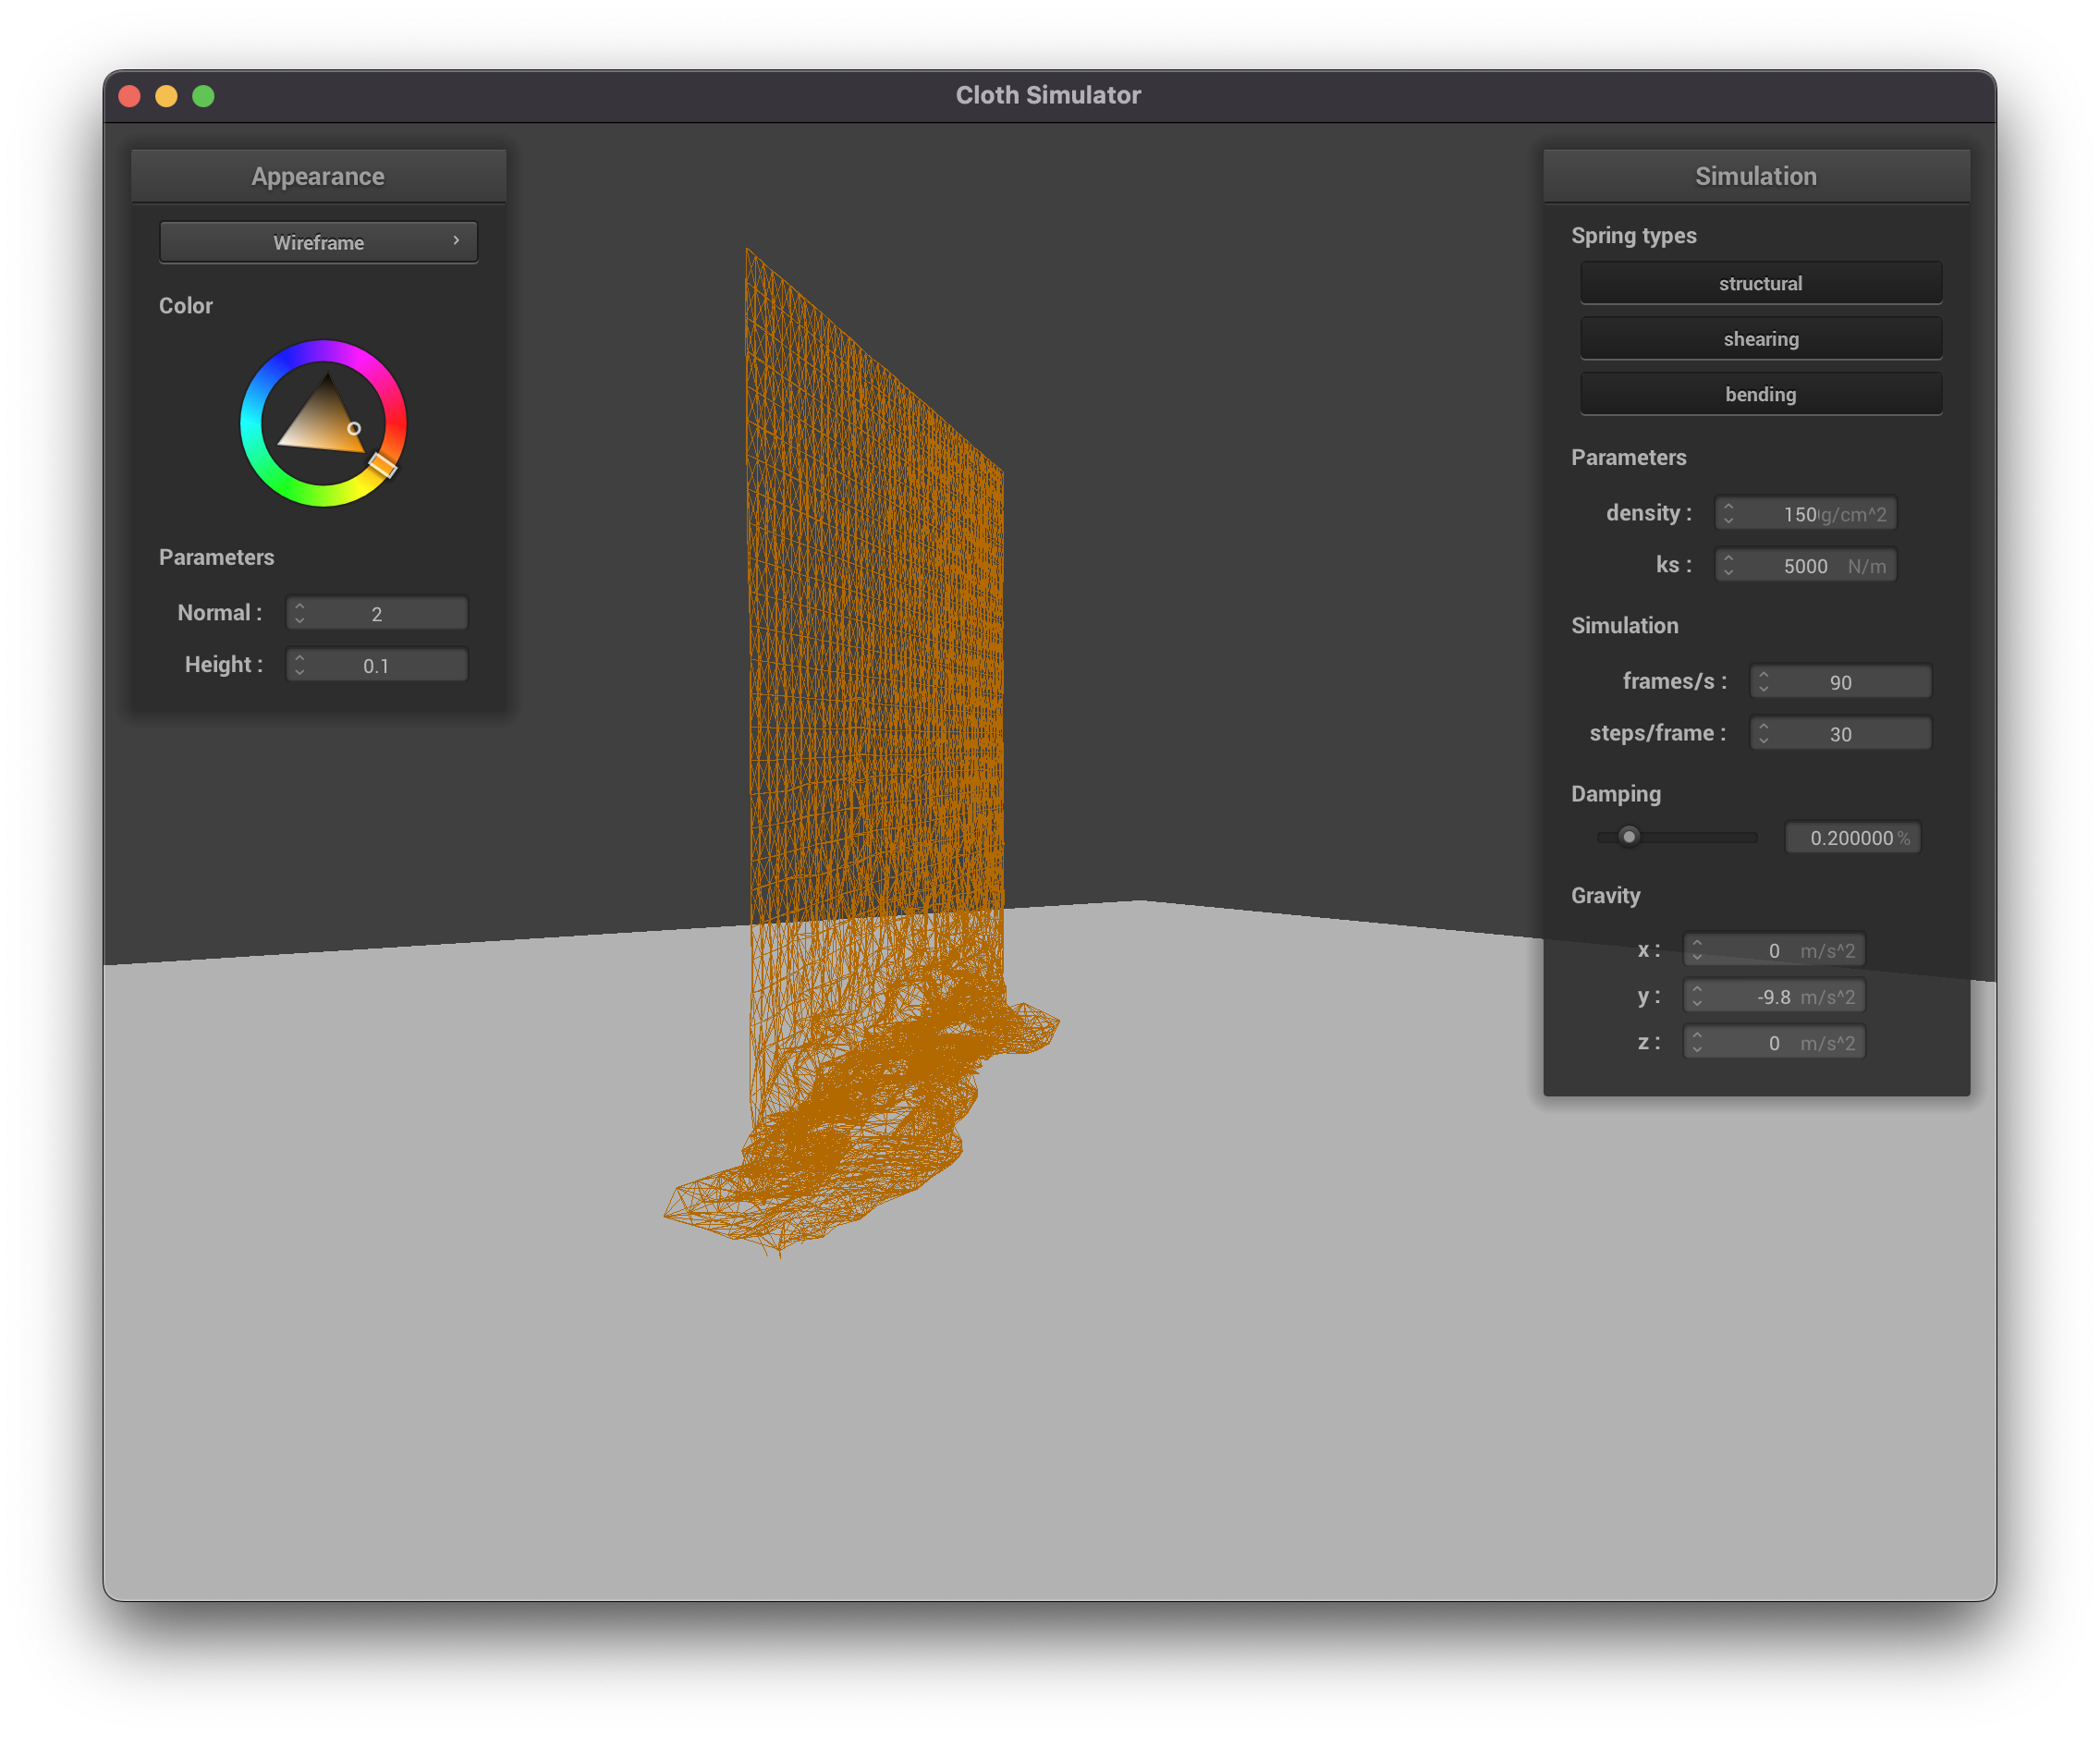 Cloth Simulator
Appearance
Wireframe
Color
Parameters
Normal : 2
Height : 0.1
Simulation
Spring types
structural
shearing
bending
Parameters
density : 150 g/cm^2
ks : 5000 N/m
Simulation
frames/s : 90
steps/frame : 30
Damping
0.200000 %
Gravity
x : 0 m/s^2
y : -9.8 m/s^2
z : 0 m/s^2